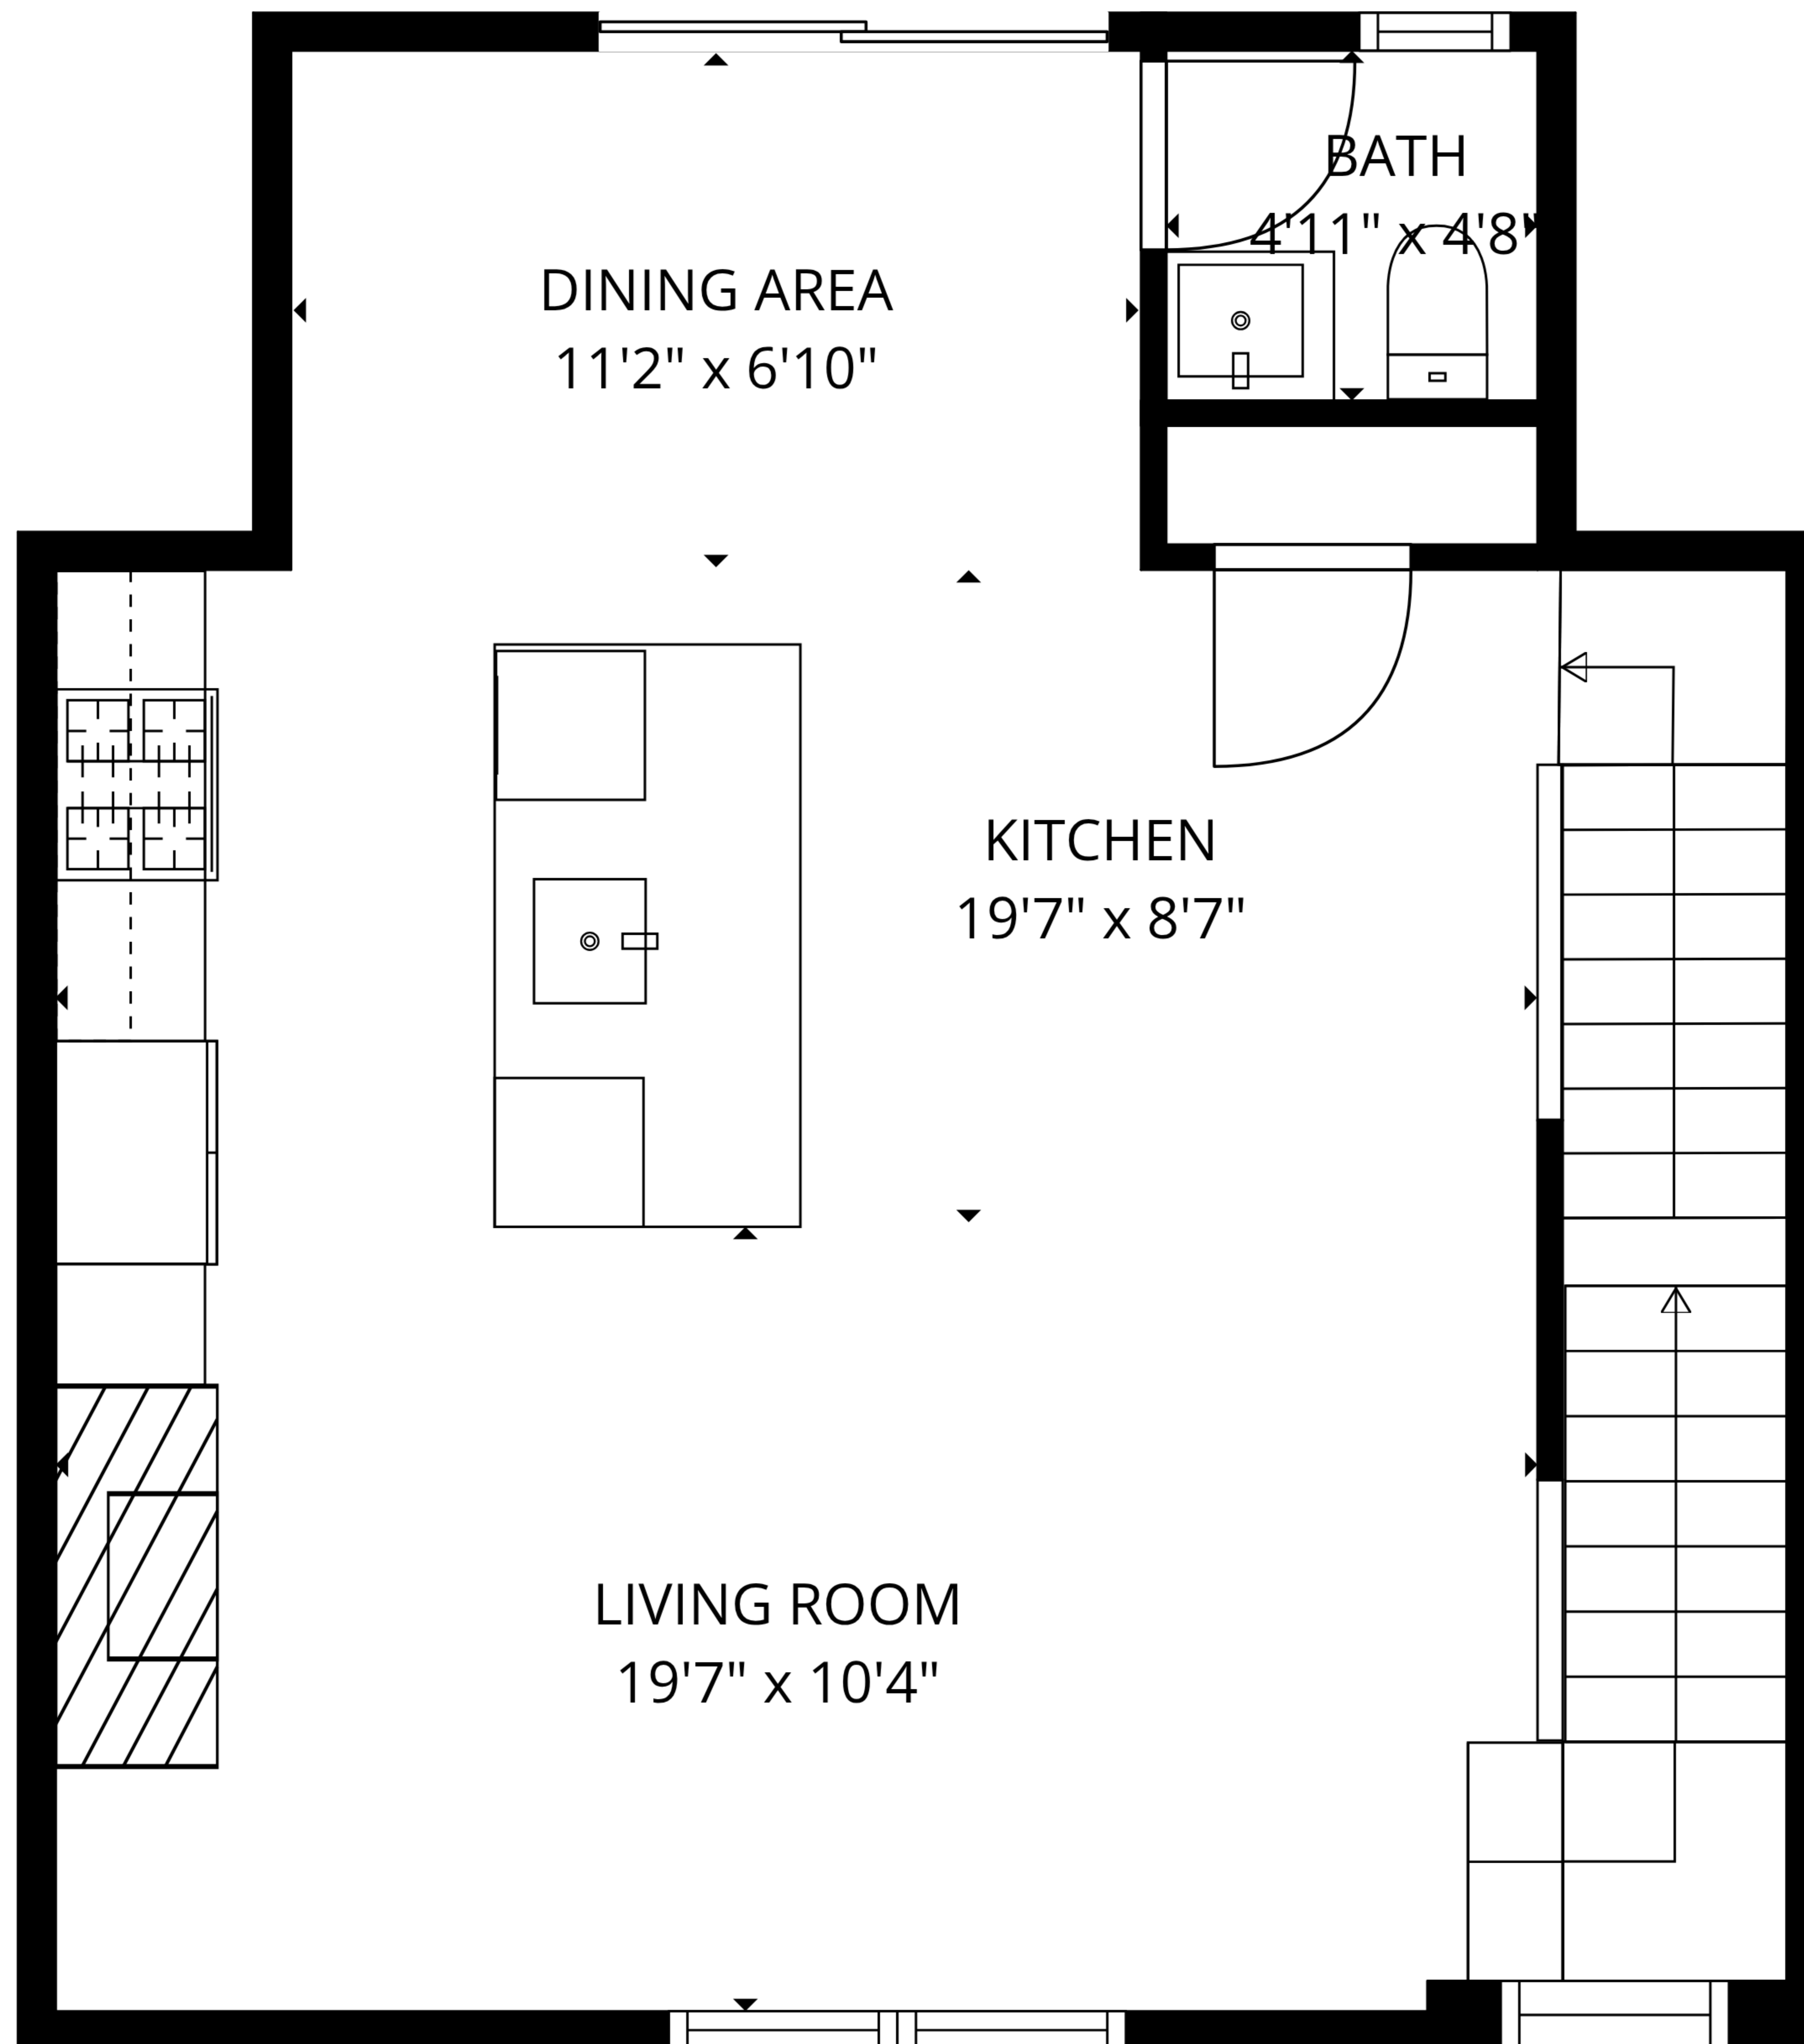 BATH
4'11" x 4'8"
DINING AREA
11'2" x 6'10"
KITCHEN
19'7" x 8'7"
LIVING ROOM
19'7" x 10'4"